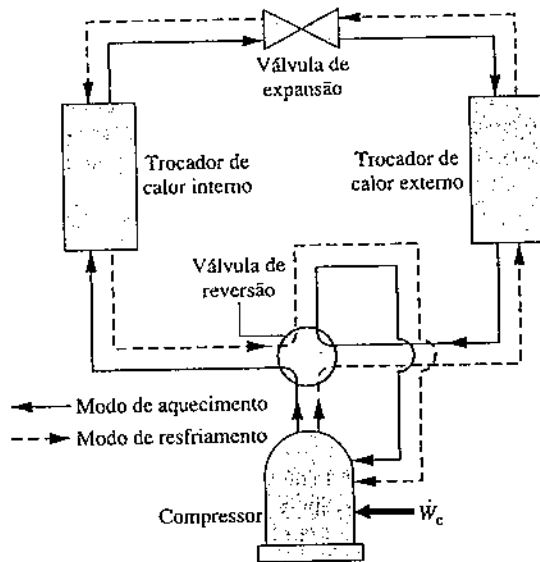 Válvula de
expansão
Trocador de
calor interno
Trocador de
calor externo
Válvula de
reversão
Modo de aquecimento
Modo de resfriamento
Compressor
Ẇc